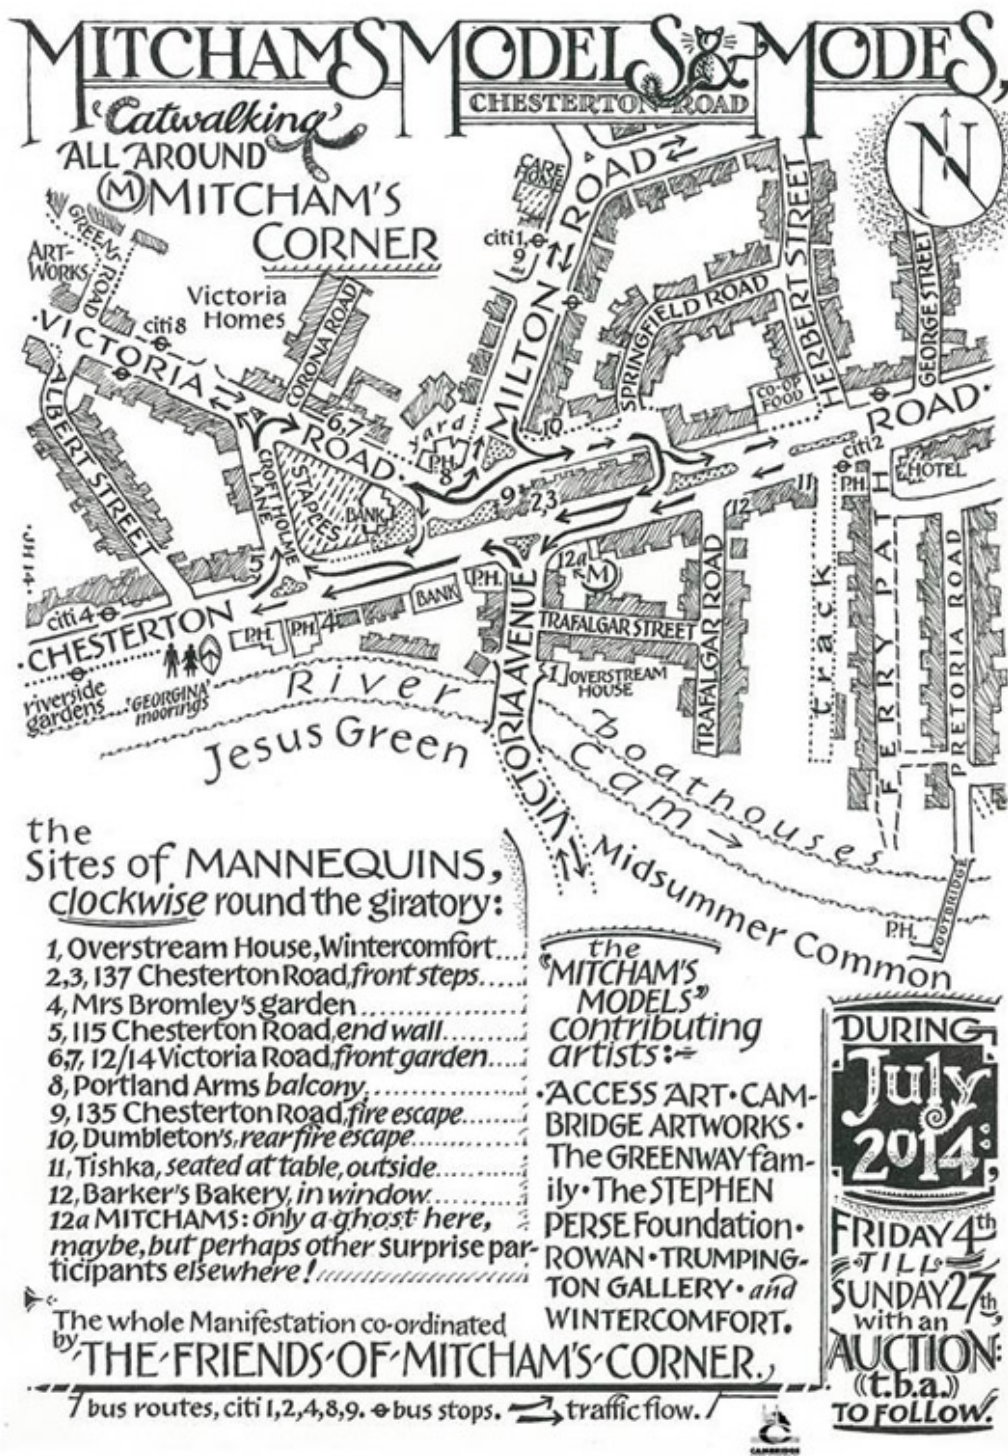 MITCHAMS MODELS & MODES,
CHESTERTON ROAD
'Catwalking'
ALL AROUND
(M) MITCHAM'S
CORNER
N
CARE
HOME
ROAD
citi 1,
9
MILTON
HERBERT STREET
GEORGE STREET
SPRINGFIELD ROAD
CO-OP
FOOD
ROAD.
ART-
WORKS
GREEN'S
ROAD
Victoria
Homes
CORONA ROAD
citi 8
.VICTORIA
ROAD.
6,7
yard
P.H.
8
10
ALBERT STREET
CROFT HOLME
LANE
STAPLES
BANK
9
2,3
citi 2
P.H.
HOTEL
11
12
12a
M
JH 14.
5
citi 4
.CHESTERTON
P.H.
P.H.
4
BANK
P.H.
VICTORIA AVENUE
TRAFALGAR STREET
TRAFALGAR ROAD
track
FERRY PATH
PRETORIA ROAD
1
OVERSTREAM
HOUSE
riverside
gardens
'GEORGINA'
moorings
River
Jesus Green
boathouses
Cam
Midsummer Common
P.H.
FOOTBRIDGE
the
Sites of MANNEQUINS,
clockwise round the giratory:
1, Overstream House, Wintercomfort...
2,3, 137 Chesterton Road, front steps.....
4, Mrs Bromley's garden
5, 115 Chesterton Road, end wall
6,7, 12/14 Victoria Road, front garden
8, Portland Arms balcony,
9, 135 Chesterton Road, fire escape
10, Dumbleton's, rear fire escape
11, Tishka, seated at table, outside
12, Barker's Bakery, in window
12a MITCHAMS: only a ghost here,
maybe, but perhaps other surprise par-
ticipants elsewhere!
The whole Manifestation co-ordinated
by THE FRIENDS OF MITCHAM'S CORNER.,
the
"MITCHAM'S
MODELS"
contributing
artists:-
·ACCESS ART· CAM-
BRIDGE ARTWORKS ·
The GREENWAY fam-
ily · The STEPHEN
PERSE Foundation ·
ROWAN · TRUMPING-
TON GALLERY · and
WINTERCOMFORT.
DURING
July
2014:
FRIDAY 4th
TILL
SUNDAY 27th,
with an
AUCTION:
((t.b.a.))
TO FOLLOW.
bus routes, citi 1,2,4,8,9. bus stops. traffic flow.
CAMBRIDGE